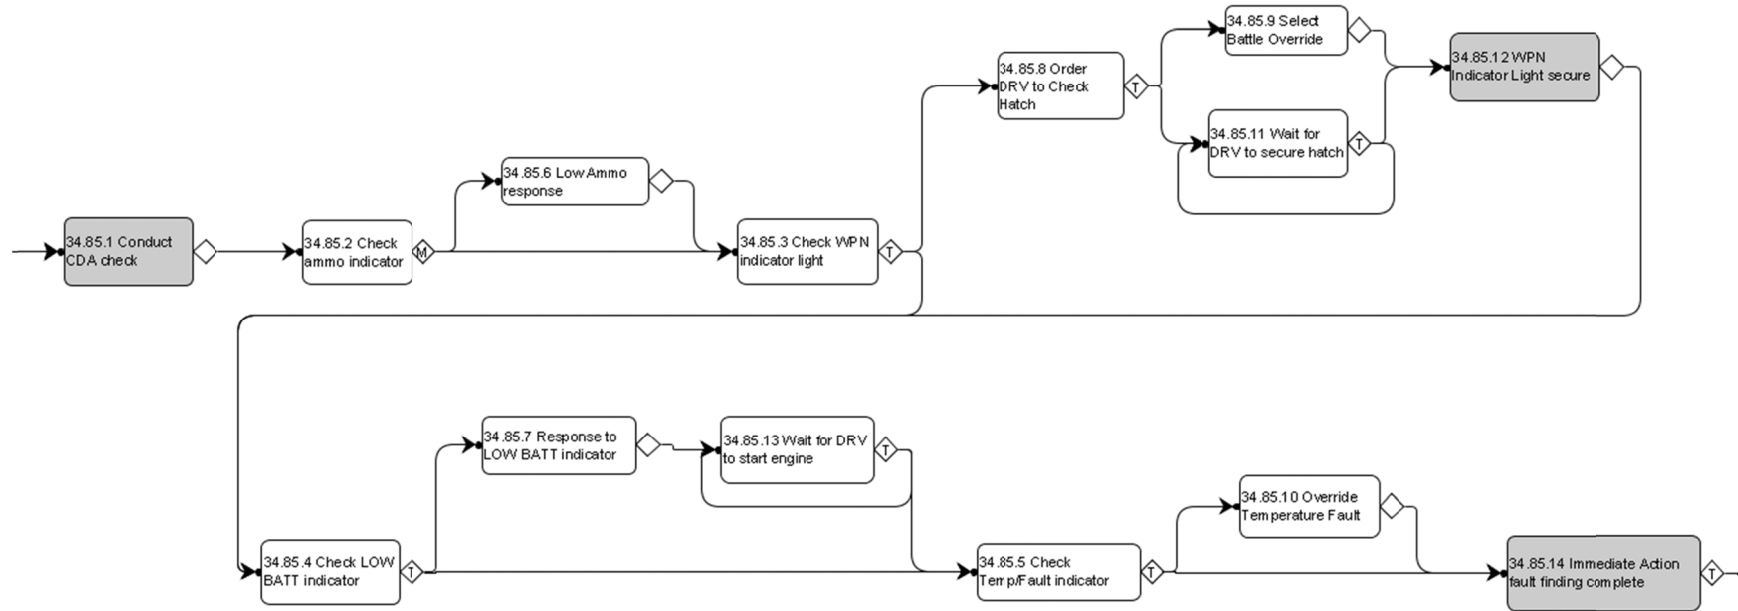 34.85.9 Select
Battle Override
34.85.12 WPN
Indicator Light secure
34.85.8 Order
DRV to Check
Hatch
T
34.85.11 Wait for
DRV to secure hatch
T
34.85.6 Low Ammo
response
34.85.1 Conduct
CDA check
34.85.2 Check
ammo indicator
M
34.85.3 Check WPN
indicator light
T
34.85.7 Response to
LOW BATT indicator
34.85.13 Wait for DRV
to start engine
T
34.85.10 Override
Temperature Fault
34.85.4 Check LOW
BATT indicator
T
34.85.5 Check
Temp/Fault indicator
T
34.85.14 Immediate Action
fault finding complete
T